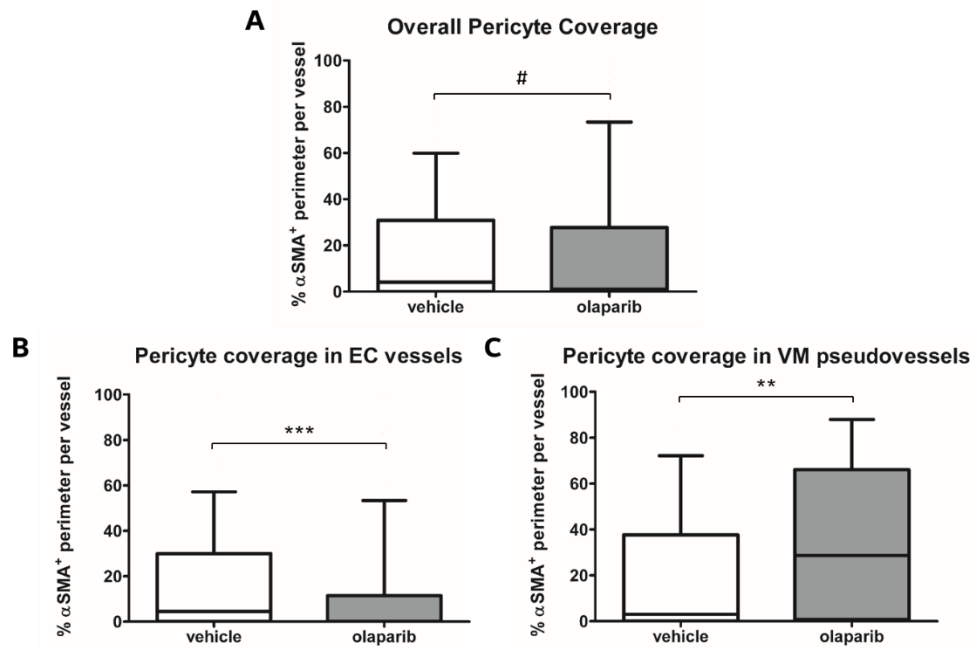 A
Overall Pericyte Coverage
% αSMA⁺ perimeter per vessel
100
80
60
40
20
0
#
vehicle
olaparib
B
Pericyte coverage in EC vessels
% αSMA⁺ perimeter per vessel
100
80
60
40
20
0
***
vehicle
olaparib
C
Pericyte coverage in VM pseudovessels
% αSMA⁺ perimeter per vessel
100
80
60
40
20
0
**
vehicle
olaparib